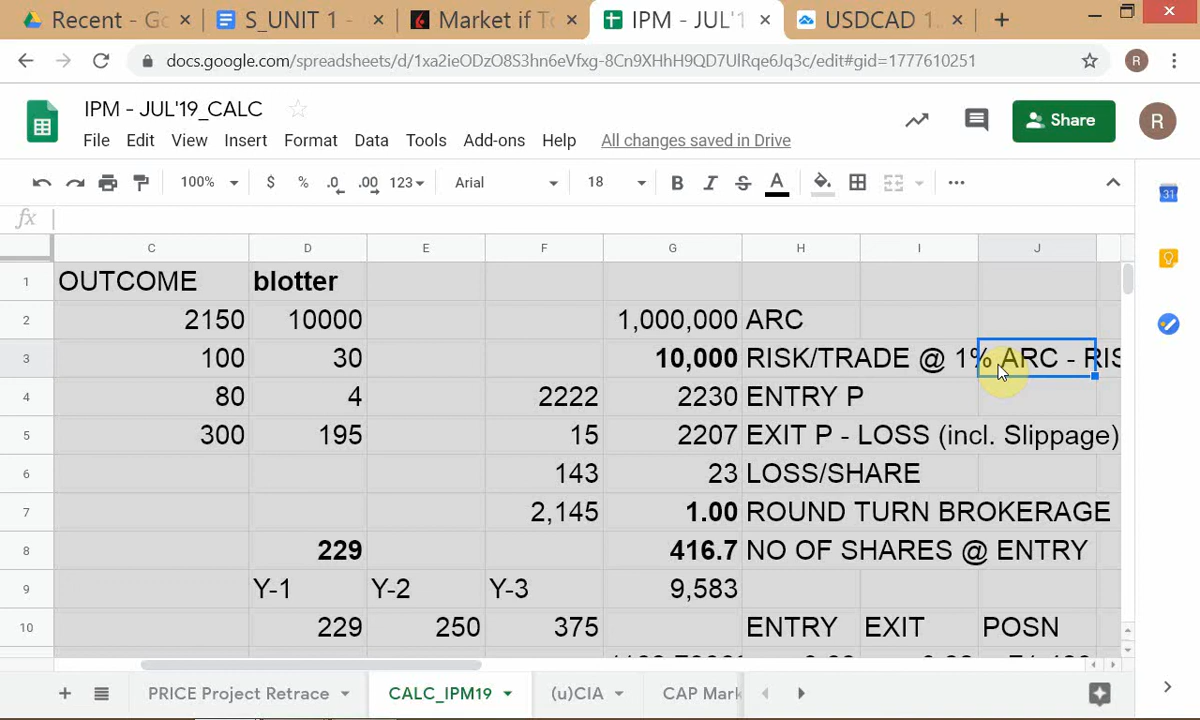 Recent - Go
S_UNIT 1 -
Market if To
IPM - JUL'1
USDCAD 1.
docs.google.com/spreadsheets/d/1xa2ieODzO8S3hn6eVfxg-8Cn9XHhH9QD7UlRqe6Jq3c/edit#gid=1777610251
R
IPM - JUL'19_CALC
File Edit View Insert Format Data Tools Add-ons Help All changes saved in Drive
Share
R
100% $ % .0 .00 123 Arial 18 B I S A
31
fx
C D E F G H I J
1 OUTCOME blotter
2 2150 10000 1,000,000 ARC
3 100 30 10,000 RISK/TRADE @ 1% ARC - RIS
4 80 4 2222 2230 ENTRY P
5 300 195 15 2207 EXIT P - LOSS (incl. Slippage)
6 143 23 LOSS/SHARE
7 2,145 1.00 ROUND TURN BROKERAGE
8 229 416.7 NO OF SHARES @ ENTRY
9 Y-1 Y-2 Y-3 9,583
10 229 250 375 ENTRY EXIT POSN
PRICE Project Retrace CALC_IPM19 (u)CIA CAP Mark